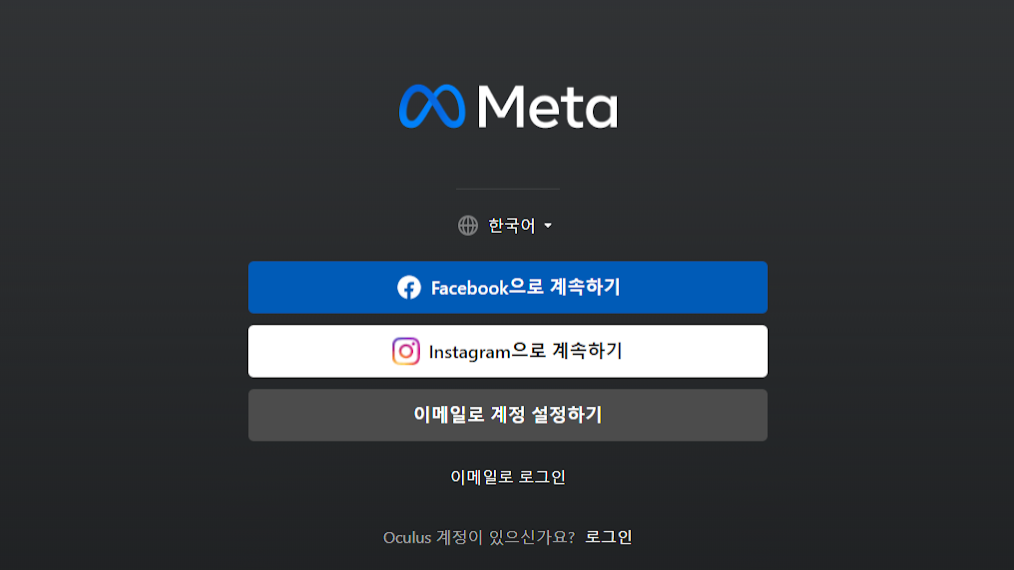 Meta
한국어
Facebook으로 계속하기
Instagram으로 계속하기
이메일로 계정 설정하기
이메일로 로그인
Oculus 계정이 있으신가요? 로그인